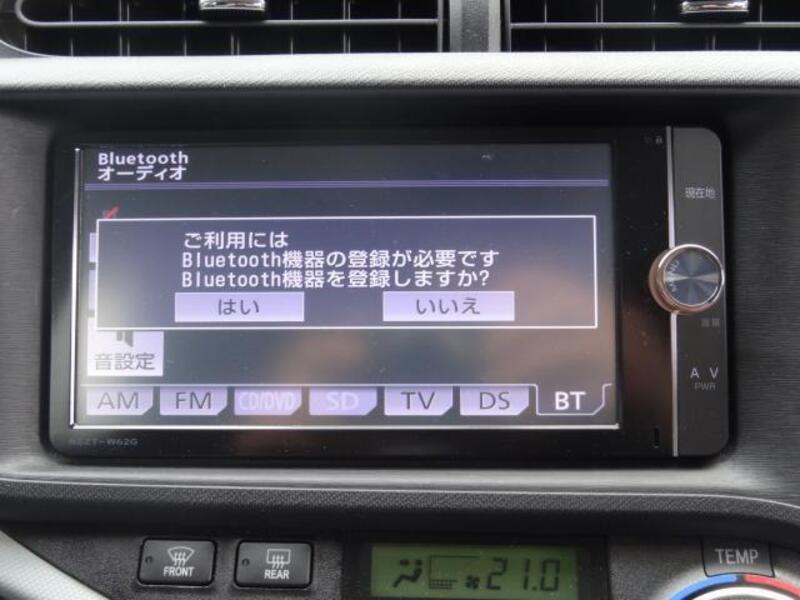 Bluetooth
オーディオ
ご利用には
Bluetooth機器の登録が必要です
Bluetooth機器を登録しますか?
はい
いいえ
音設定
AM FM CD/DVD SD TV DS BT
NSZT-W62G
現在地
MENU
A V
PWR
FRONT
REAR
21.0
TEMP